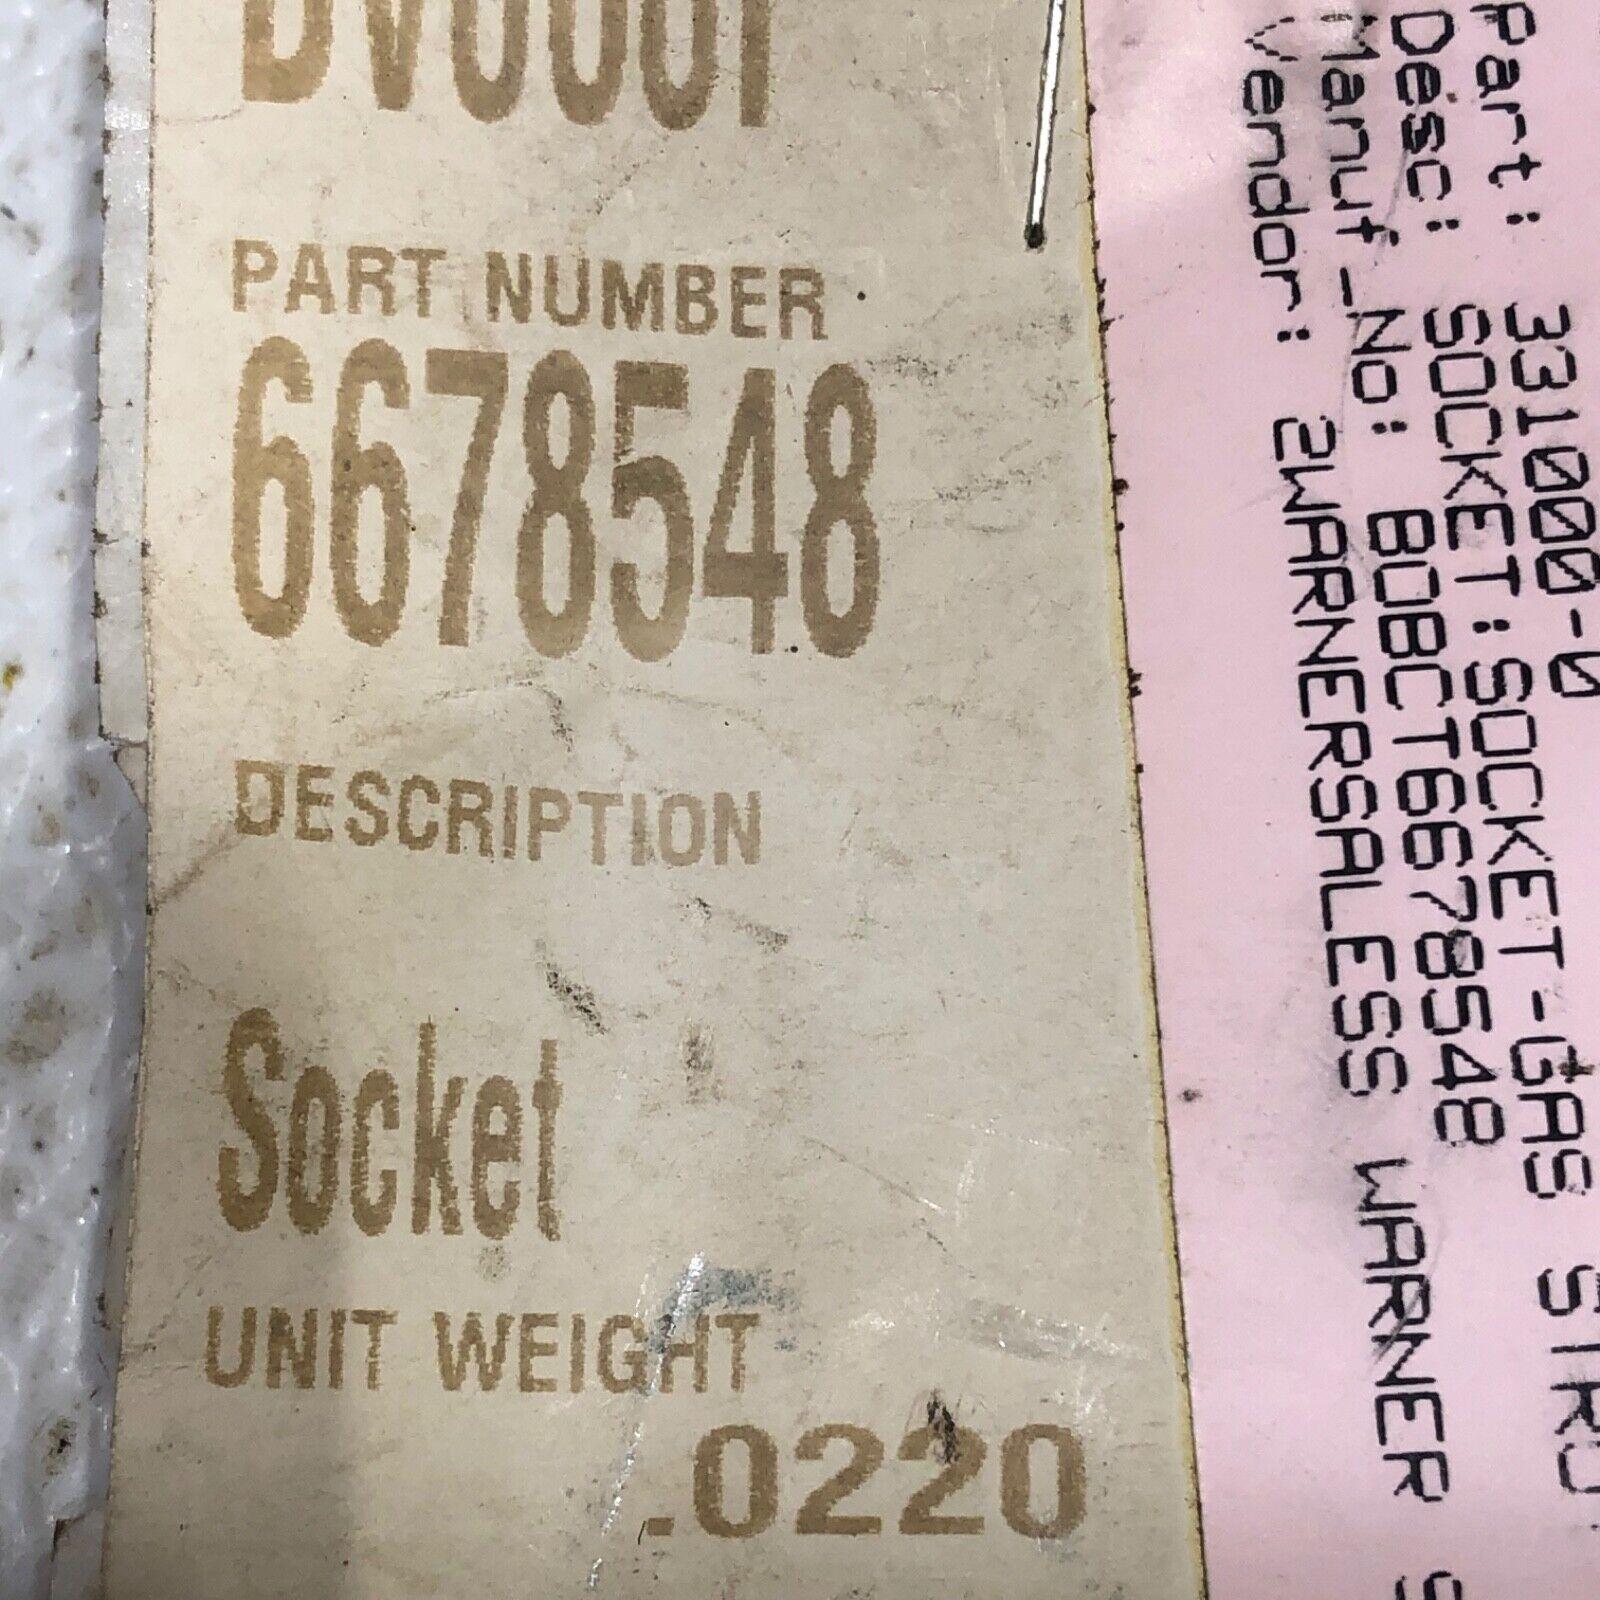 PART NUMBER
6678548
DESCRIPTION
Socket
UNIT WEIGHT
.0220
Part: 331000-0
Desc: SOCKET:SOCKET-GAS
Manuf_No: BOBCT6678548
Vendor: 2WARNERSALESS WARNER